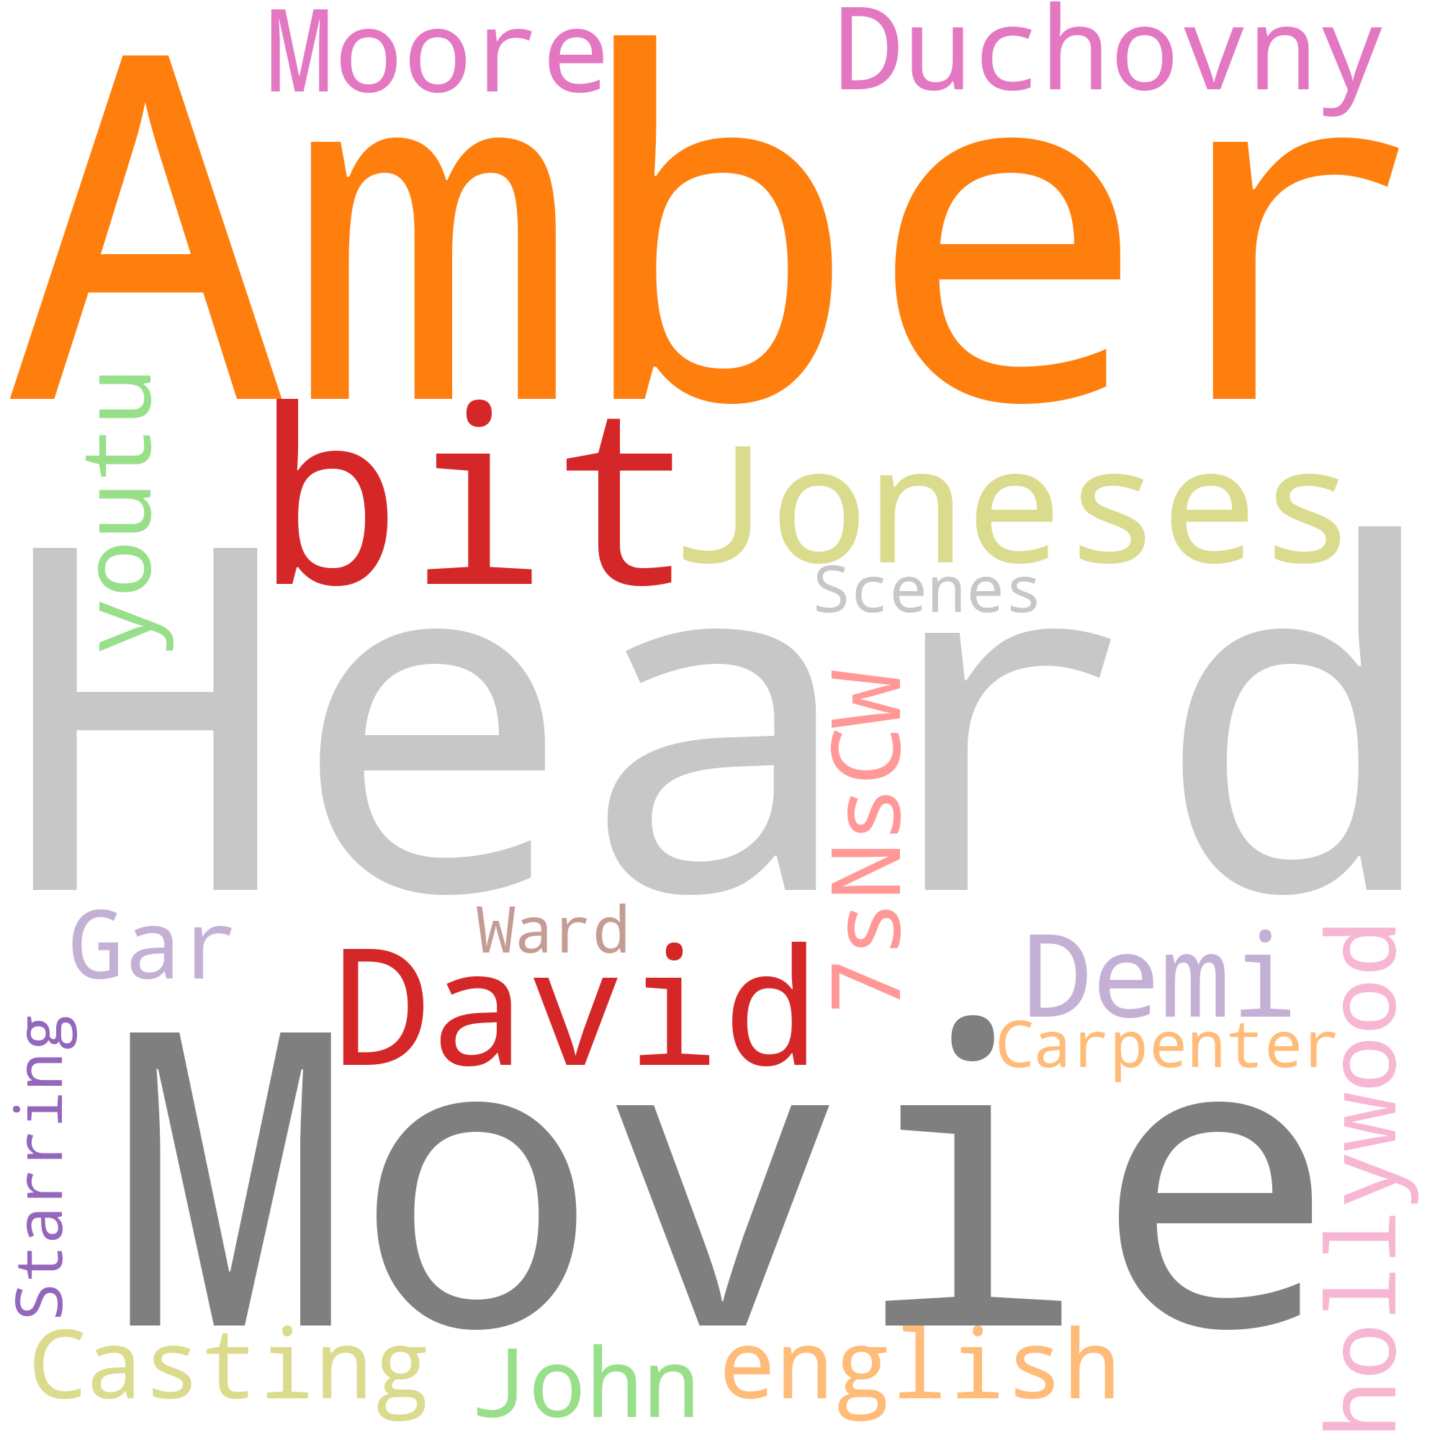 Moore
Duchovny
Amber
youtu
bit
Joneses
Scenes
Heard
7sNsCW
Gar
Ward
David
Demi
Carpenter
hollywood
Starring
Movie
Casting
John
english